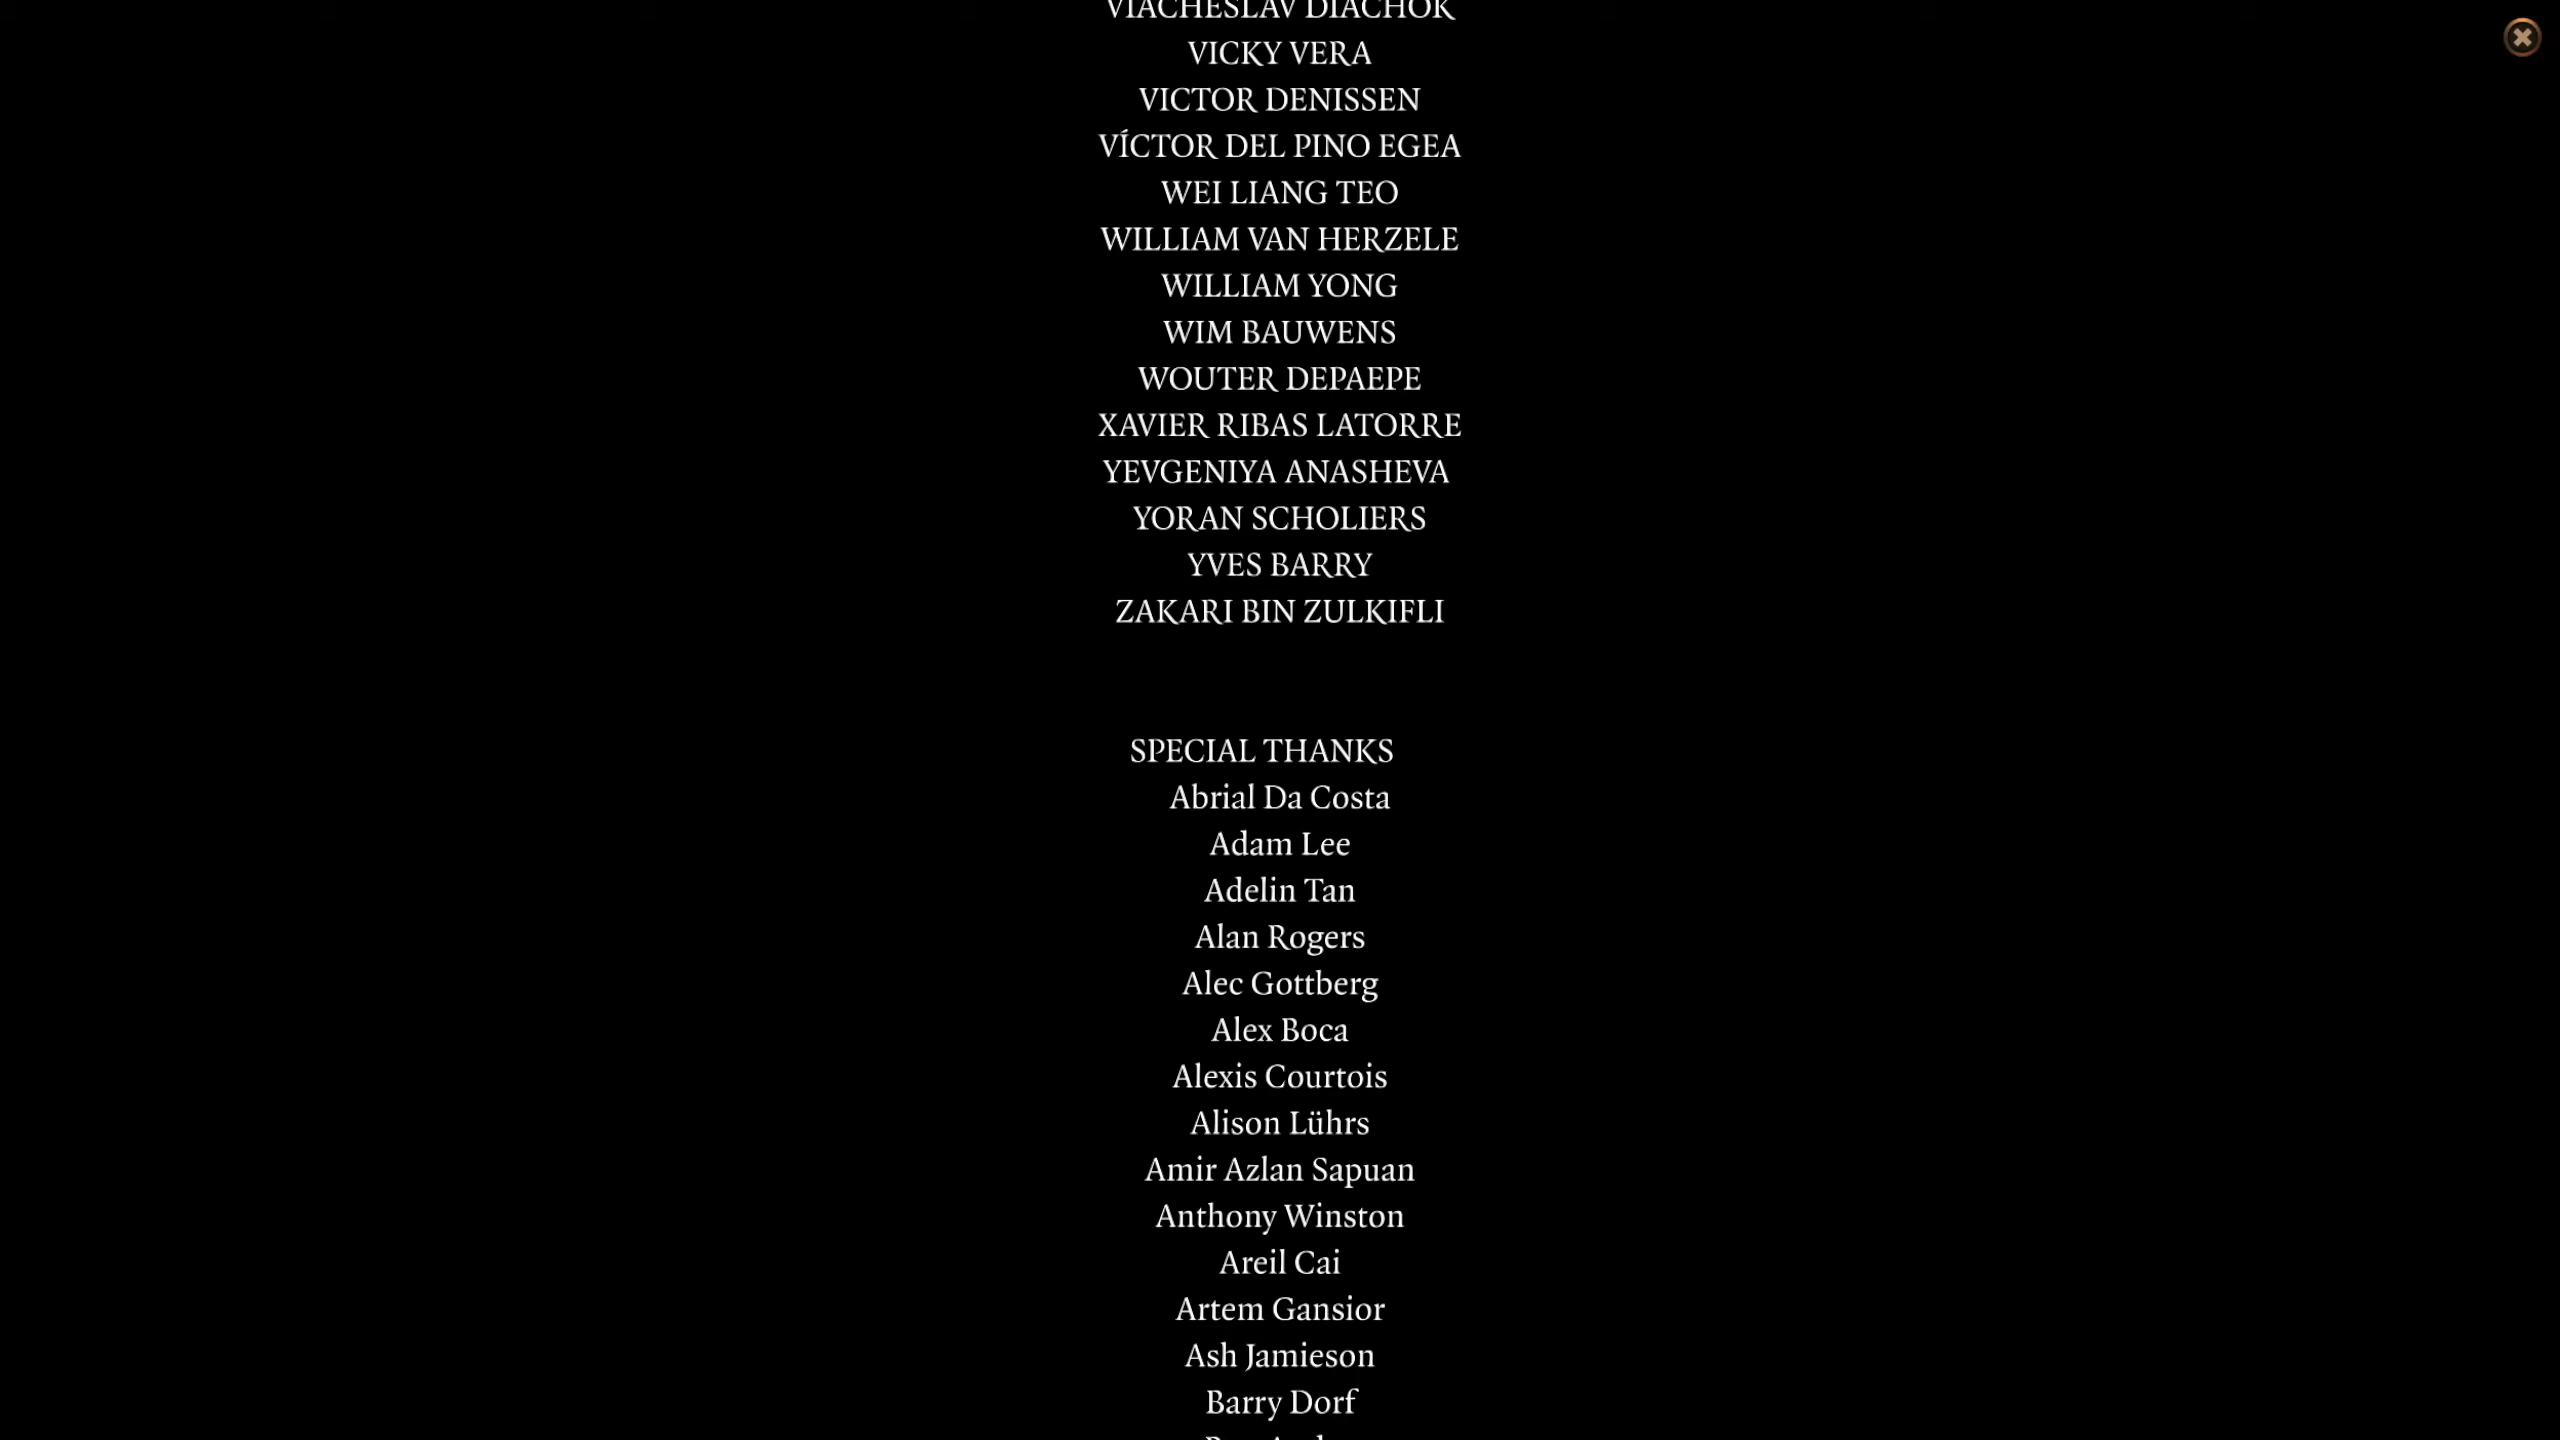 VIACHESLAV DIACHOK
VICKY VERA
VICTOR DENISSEN
VÍCTOR DEL PINO EGEA
WEI LIANG TEO
WILLIAM VAN HERZELE
WILLIAM YONG
WIM BAUWENS
WOUTER DEPAEPE
XAVIER RIBAS LATORRE
YEVGENIYA ANASHEVA
YORAN SCHOLIERS
YVES BARRY
ZAKARI BIN ZULKIFLI
SPECIAL THANKS
Abrial Da Costa
Adam Lee
Adelin Tan
Alan Rogers
Alec Gottberg
Alex Boca
Alexis Courtois
Alison Lührs
Amir Azlan Sapuan
Anthony Winston
Areil Cai
Artem Gansior
Ash Jamieson
Barry Dorf